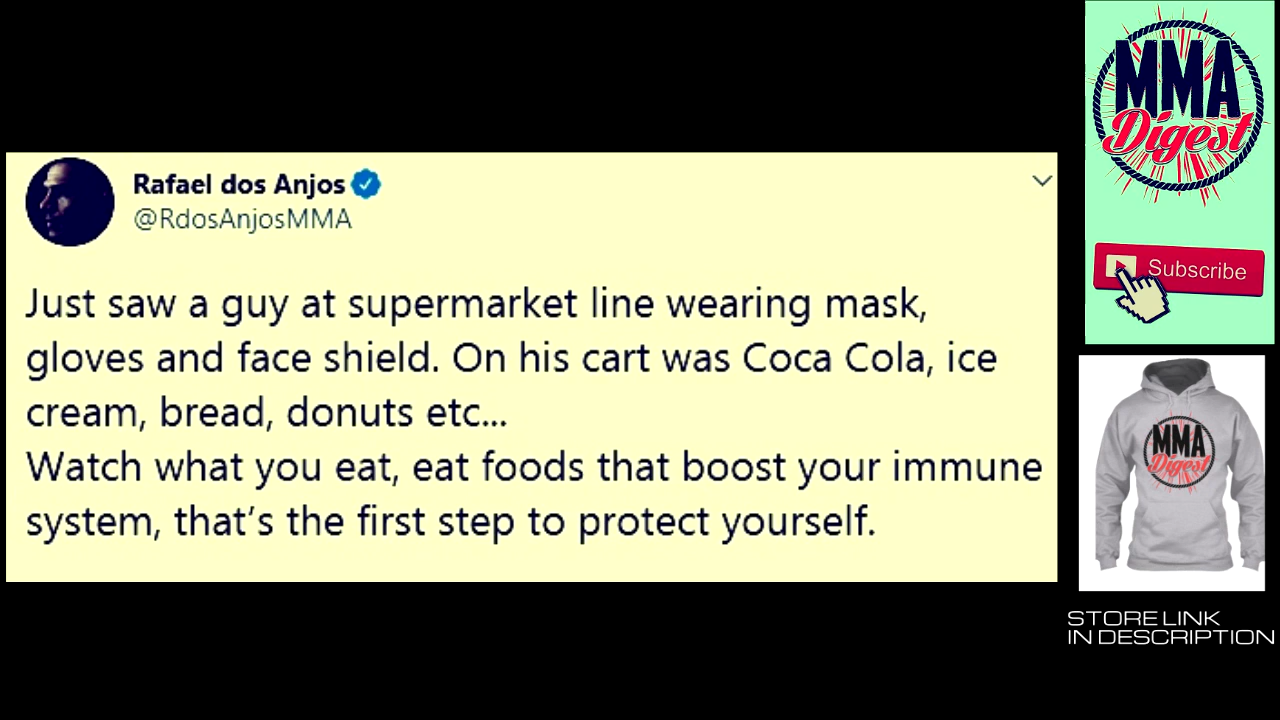 Rafael dos Anjos
@RdosAnjosMMA
Just saw a guy at supermarket line wearing mask,
gloves and face shield. On his cart was Coca Cola, ice
cream, bread, donuts etc...
Watch what you eat, eat foods that boost your immune
system, that's the first step to protect yourself.
MMA
Digest
Subscribe
MMA
Digest
STORE LINK
IN DESCRIPTION